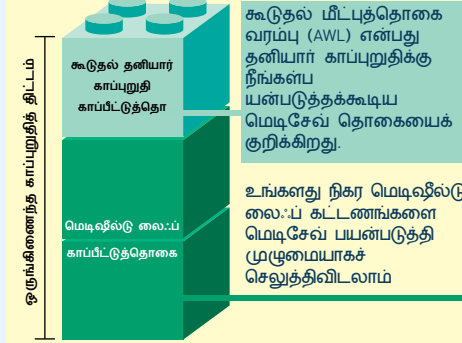 ஒருங்கிணைந்த காப்புறுதித் திட்டம்
கூடுதல் தனியார்
காப்புறுதி
காப்பீட்டுத்தொ
மெடிஷீல்டு லைஃப்
காப்பீட்டுத்தொகை
கூடுதல் மீட்புத்தொகை
வரம்பு (AWL) என்பது
தனியார் காப்புறுதிக்கு
நீங்கள்ப
யன்படுத்தக்கூடிய
மெடிசேவ் தொகையைக்
குறிக்கிறது.
உங்களது நிகர மெடிஷீல்டு
லைஃப் கட்டணங்களை
மெடிசேவ் பயன்படுத்தி
முழுமையாகச்
செலுத்திவிடலாம்